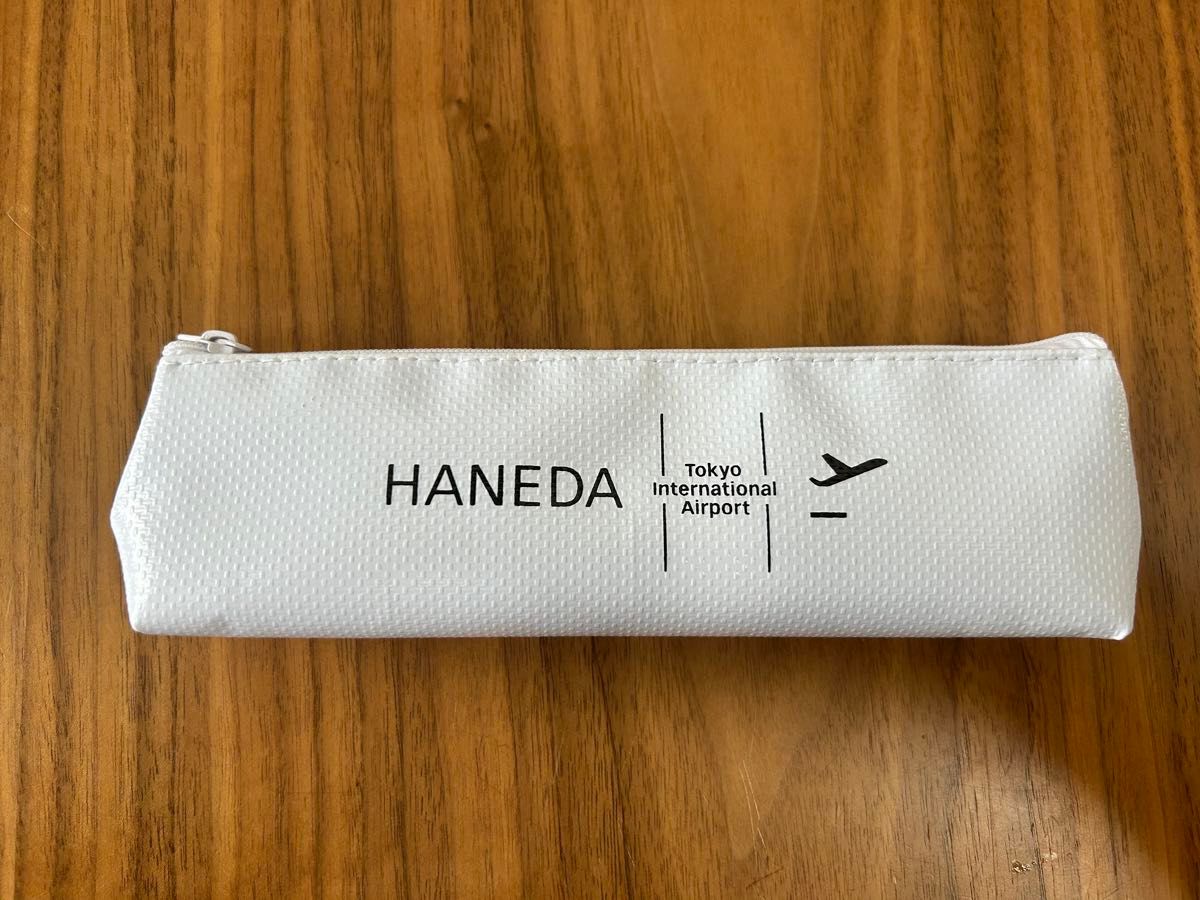 HANEDA
Tokyo
International
Airport